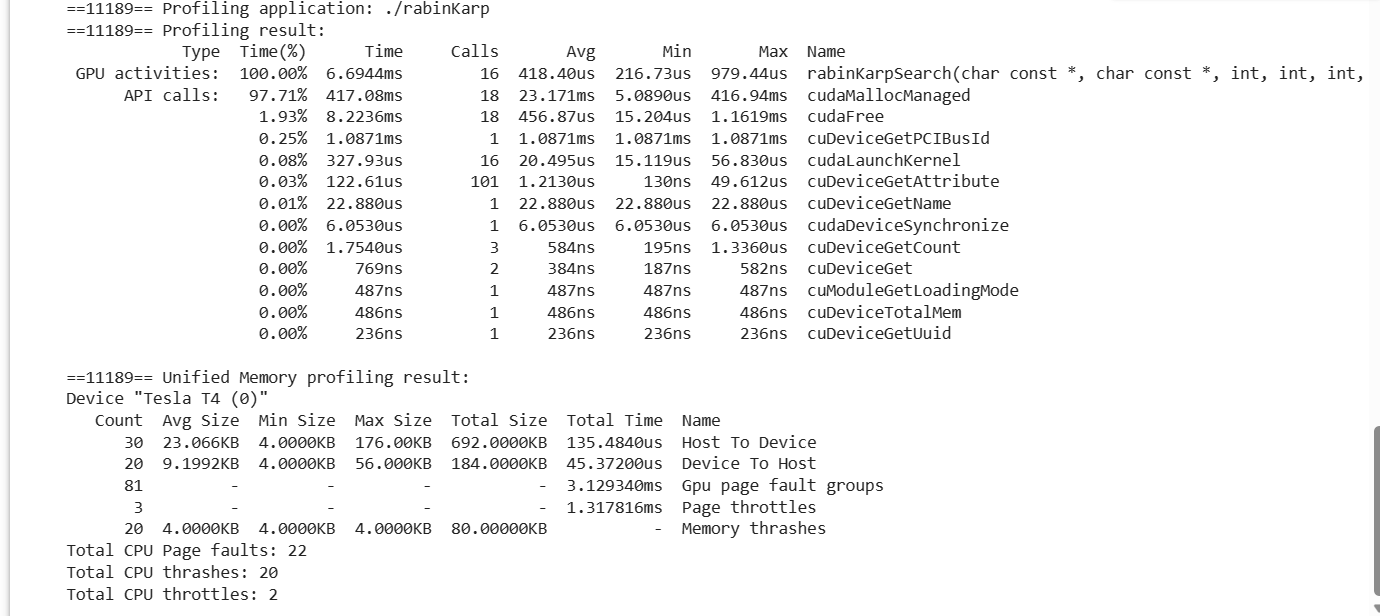 ==11189== Profiling application: ./rabinKarp
==11189== Profiling result:
Type Time(%) Time Calls Avg Min Max Name
GPU activities: 100.00% 6.6944ms 16 418.40us 216.73us 979.44us rabinKarpSearch(char const *, char const *, int, int, int,
API calls: 97.71% 417.08ms 18 23.171ms 5.0890us 416.94ms cudaMallocManaged
1.93% 8.2236ms 18 456.87us 15.204us 1.1619ms cudaFree
0.25% 1.0871ms 1 1.0871ms 1.0871ms 1.0871ms cuDeviceGetPCIBusId
0.08% 327.93us 16 20.495us 15.119us 56.830us cudaLaunchKernel
0.03% 122.61us 101 1.2130us 130ns 49.612us cuDeviceGetAttribute
0.01% 22.880us 1 22.880us 22.880us 22.880us cuDeviceGetName
0.00% 6.0530us 1 6.0530us 6.0530us 6.0530us cudaDeviceSynchronize
0.00% 1.7540us 3 584ns 195ns 1.3360us cuDeviceGetCount
0.00% 769ns 2 384ns 187ns 582ns cuDeviceGet
0.00% 487ns 1 487ns 487ns 487ns cuModuleGetLoadingMode
0.00% 486ns 1 486ns 486ns 486ns cuDeviceTotalMem
0.00% 236ns 1 236ns 236ns 236ns cuDeviceGetUuid
==11189== Unified Memory profiling result:
Device "Tesla T4 (0)"
Count Avg Size Min Size Max Size Total Size Total Time Name
30 23.066KB 4.0000KB 176.00KB 692.0000KB 135.4840us Host To Device
20 9.1992KB 4.0000KB 56.000KB 184.0000KB 45.37200us Device To Host
81 - - - - 3.129340ms Gpu page fault groups
3 - - - - 1.317816ms Page throttles
20 4.0000KB 4.0000KB 4.0000KB 80.00000KB - Memory thrashes
Total CPU Page faults: 22
Total CPU thrashes: 20
Total CPU throttles: 2